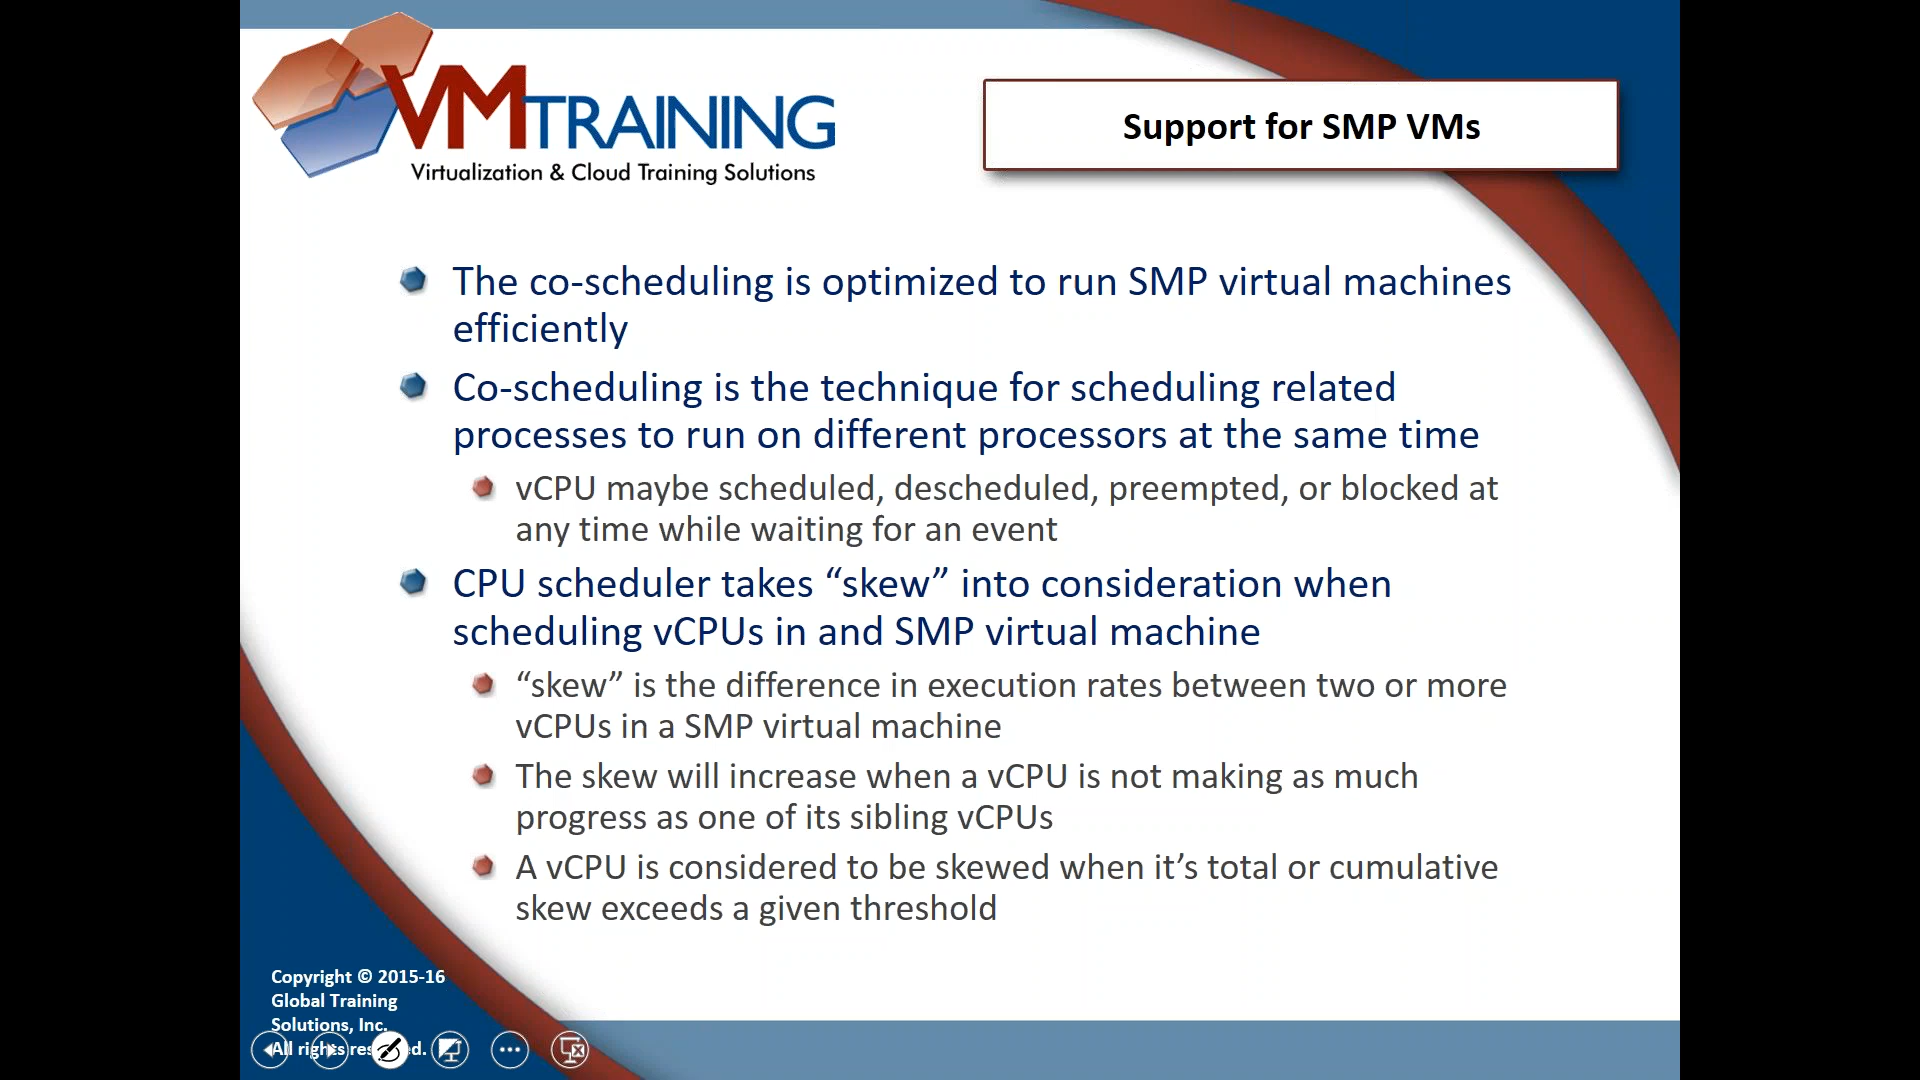 VMTRAINING
Virtualization & Cloud Training Solutions
Support for SMP VMs
The co-scheduling is optimized to run SMP virtual machines
efficiently
Co-scheduling is the technique for scheduling related
processes to run on different processors at the same time
vCPU maybe scheduled, descheduled, preempted, or blocked at
any time while waiting for an event
CPU scheduler takes “skew” into consideration when
scheduling vCPUs in and SMP virtual machine
“skew” is the difference in execution rates between two or more
vCPUs in a SMP virtual machine
The skew will increase when a vCPU is not making as much
progress as one of its sibling vCPUs
A vCPU is considered to be skewed when it’s total or cumulative
skew exceeds a given threshold
Copyright © 2015-16
Global Training
Solutions, Inc.
All rights